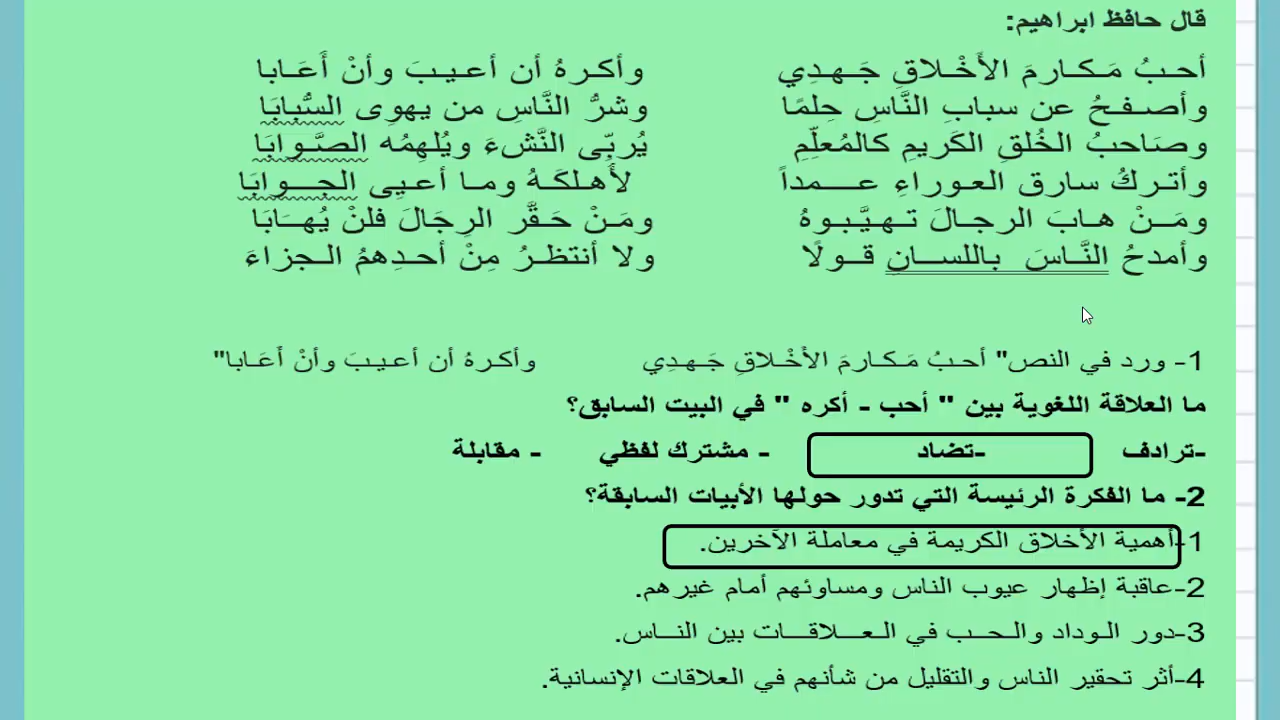 قال حافظ ابراهيم:
أحبُ مَكارمَ الأَخْلاقِ جَهدِي وأكرهُ أن أعيبَ وأنْ أَعَابا
وأصفحُ عن سبابِ النَّاسِ حِلمًا وشرُّ النَّاسِ من يهوى السُّبابَا
وصَاحبُ الخُلقِ الكَريمِ كالمُعلِّمِ يُربِّى النَّشءَ ويُلهِمُه الصَّوابَا
وأتركُ سارق العوراءِ عمداً لأُهلكَهُ وما أعيِى الجوابَا
ومَنْ هابَ الرجالَ تهيَّبوهُ ومَنْ حَقَّر الرِجَالَ فلنْ يُهَابَا
وأمدحُ النَّاسَ باللسانِ قولًا ولا أنتظرُ مِنْ أحدِهمُ الجزاءَ
1- ورد في النص" أحبُ مَكارمَ الأَخْلاقِ جَهدِي وأكرهُ أن أعيبَ وأنْ أَعَابا"
ما العلاقة اللغوية بين " أحب - أكره " في البيت السابق؟
-ترادف -تضاد - مشترك لفظي - مقابلة
2- ما الفكرة الرئيسة التي تدور حولها الأبيات السابقة؟
1-أهمية الأخلاق الكريمة في معاملة الآخرين.
2-عاقبة إظهار عيوب الناس ومساوئهم أمام غيرهم.
3-دور الوداد والحب في العلاقات بين الناس.
4-أثر تحقير الناس والتقليل من شأنهم في العلاقات الإنسانية.